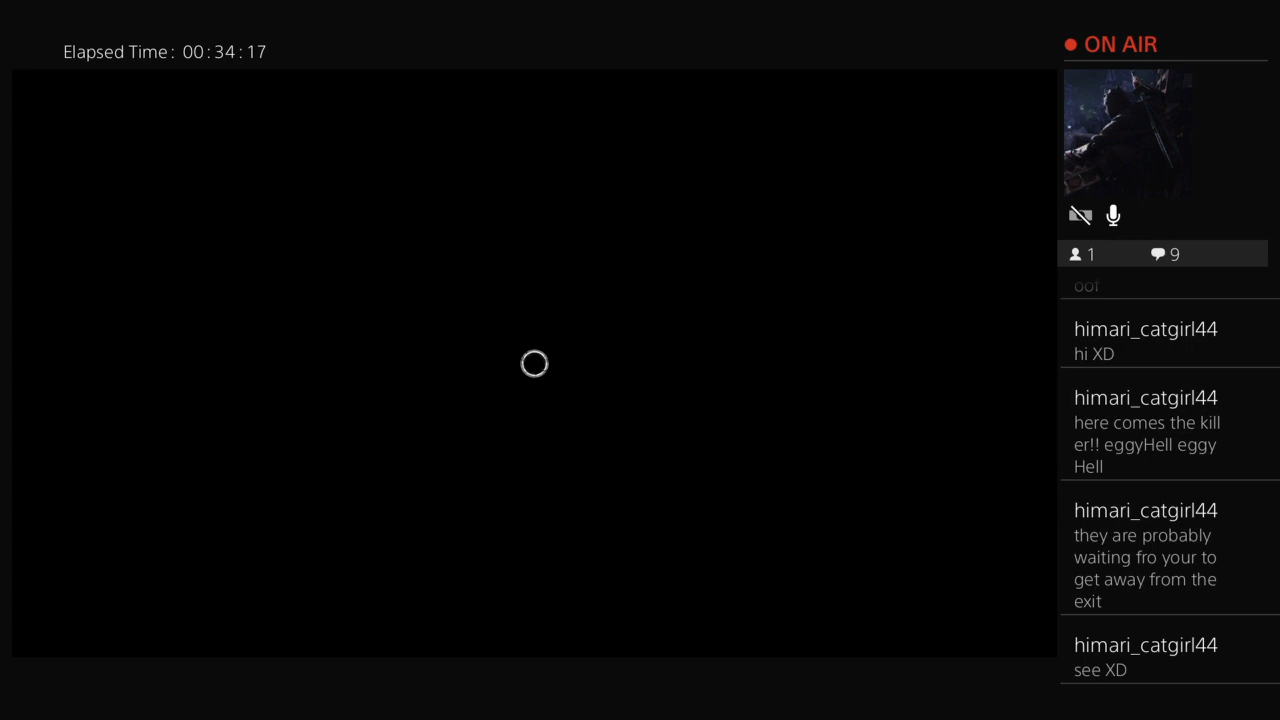 Elapsed Time: 00:34:17
ON AIR
1
9
oof
himari_catgirl44
hi XD
himari_catgirl44
here comes the kill
er!! eggyHell eggy
Hell
himari_catgirl44
they are probably
waiting fro your to
get away from the
exit
himari_catgirl44
see XD